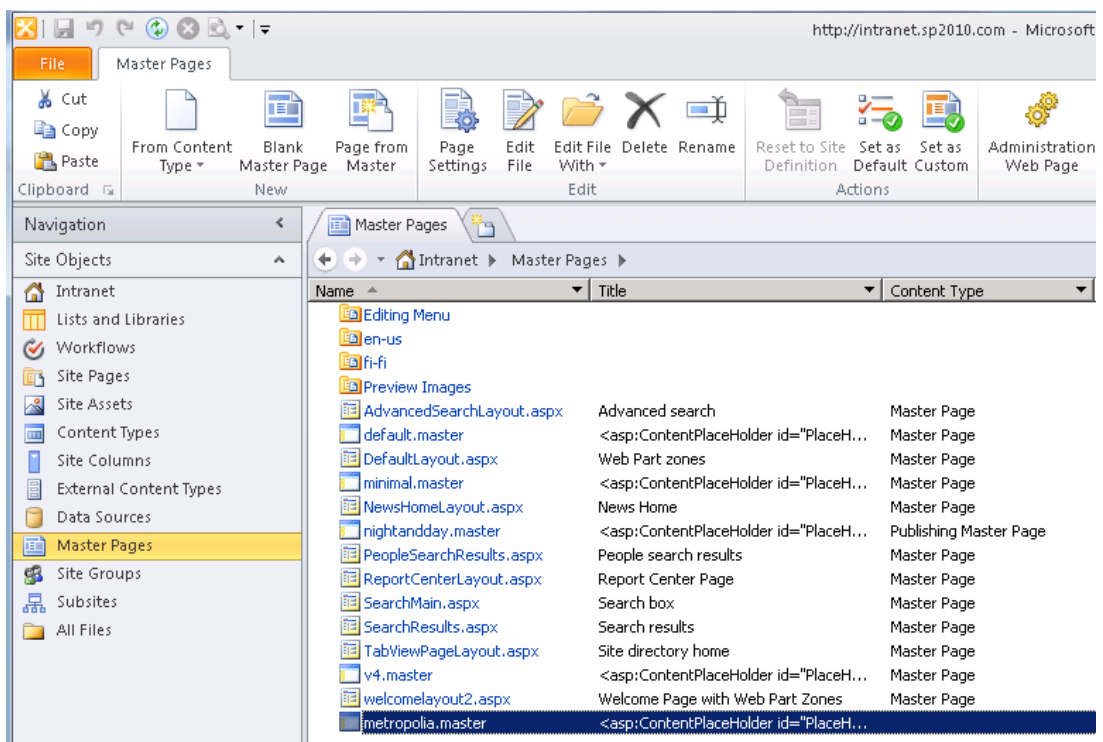 http://intranet.sp2010.com - Microsoft
File Master Pages
Cut
Copy
Paste
From Content Type
Blank Master Page
Page from Master
Page Settings
Edit File
Edit File With
Delete
Rename
Reset to Site Definition
Set as Default
Set as Custom
Administration Web Page
Clipboard New Edit Actions
Navigation
Site Objects
Intranet
Lists and Libraries
Workflows
Site Pages
Site Assets
Content Types
Site Columns
External Content Types
Data Sources
Master Pages
Site Groups
Subsites
All Files
Master Pages
Intranet Master Pages
Name Title Content Type
Editing Menu
en-us
fi-fi
Preview Images
AdvancedSearchLayout.aspx Advanced search Master Page
default.master <asp:ContentPlaceHolder id="PlaceH... Master Page
DefaultLayout.aspx Web Part zones Master Page
minimal.master <asp:ContentPlaceHolder id="PlaceH... Master Page
NewsHomeLayout.aspx News Home Master Page
nightandday.master <asp:ContentPlaceHolder id="PlaceH... Publishing Master Page
PeopleSearchResults.aspx People search results Master Page
ReportCenterLayout.aspx Report Center Page Master Page
SearchMain.aspx Search box Master Page
SearchResults.aspx Search results Master Page
TabViewPageLayout.aspx Site directory home Master Page
v4.master <asp:ContentPlaceHolder id="PlaceH... Master Page
welcomelayout2.aspx Welcome Page with Web Part Zones Master Page
metropolia.master <asp:ContentPlaceHolder id="PlaceH...